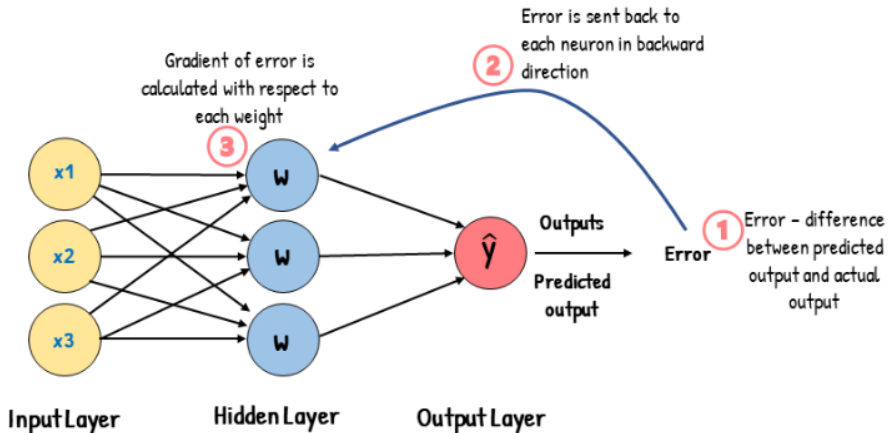 Error is sent back to
each neuron in backward
direction
2
Gradient of error is
calculated with respect to
each weight
3
x1
w
x2
w
x3
w
ŷ
Outputs
Predicted
output
Error
1
Error – difference
between predicted
output and actual
output
Input Layer
Hidden Layer
Output Layer